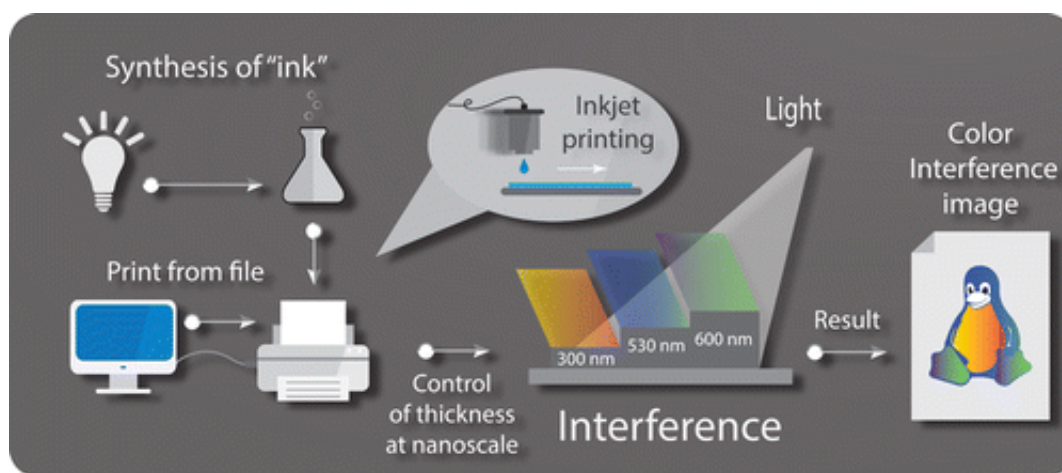 Synthesis of “ink”
Inkjet
printing
Light
Color
Interference
image
Print from file
300 nm
530 nm
600 nm
Result
Control
of thickness
at nanoscale
Interference